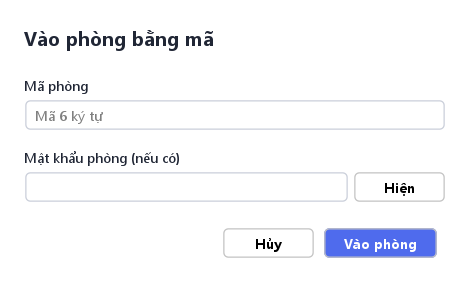 Vào phòng bằng mã
Mã phòng
Mã 6 ký tự
Mật khẩu phòng (nếu có)
Hiện
Hủy
Vào phòng